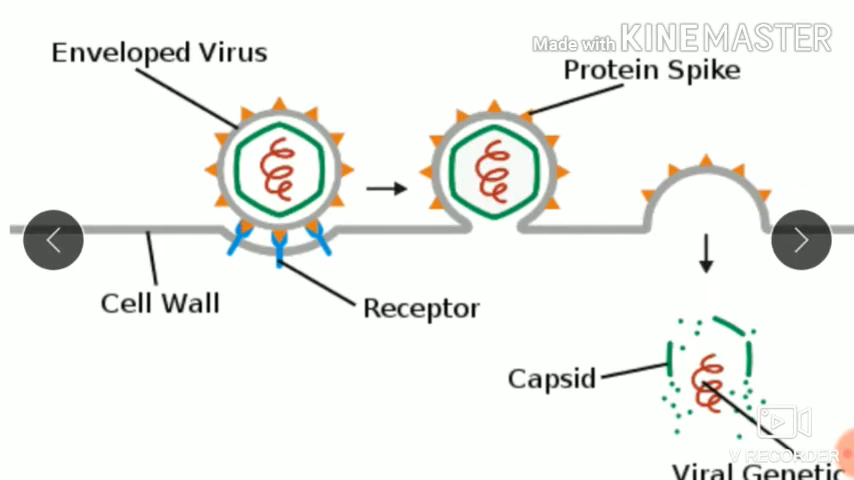 Made with KINEMASTER
Enveloped Virus
Protein Spike
Cell Wall
Receptor
Capsid
V RECORDER
Viral Genetic